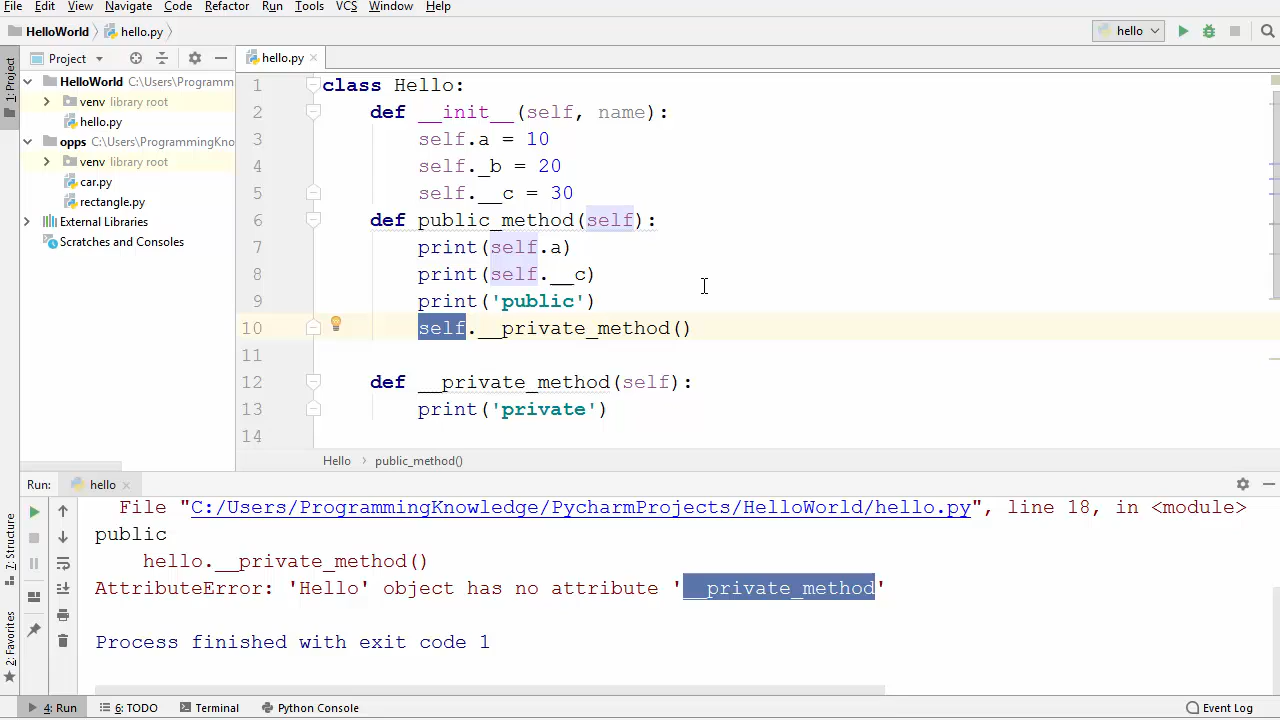 File Edit View Navigate Code Refactor Run Tools VCS Window Help
HelloWorld hello.py hello
1: Project
Project
hello.py
HelloWorld C:\Users\Programm
venv library root
hello.py
opps C:\Users\ProgrammingKno
venv library root
car.py
rectangle.py
External Libraries
Scratches and Consoles
1 class Hello:
2 def __init__(self, name):
3 self.a = 10
4 self._b = 20
5 self.__c = 30
6 def public_method(self):
7 print(self.a)
8 print(self.__c)
9 print('public')
10 self.__private_method()
11
12 def __private_method(self):
13 print('private')
14
Hello public_method()
Run: hello
7: Structure
2: Favorites
File "C:/Users/ProgrammingKnowledge/PycharmProjects/HelloWorld/hello.py", line 18, in <module>
public
hello.__private_method()
AttributeError: 'Hello' object has no attribute '__private_method'
Process finished with exit code 1
4: Run 6: TODO Terminal Python Console Event Log